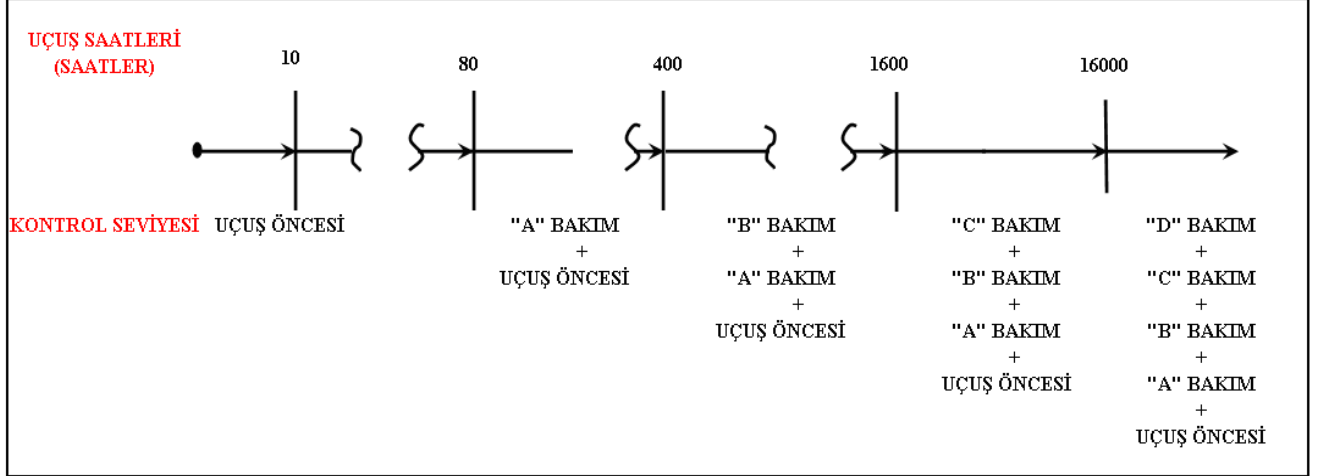 UÇUŞ SAATLERİ
(SAATLER)
10
80
400
1600
16000
KONTROL SEVİYESİ
UÇUŞ ÖNCESİ
"A" BAKIM
+
UÇUŞ ÖNCESİ
"B" BAKIM
+
"A" BAKIM
+
UÇUŞ ÖNCESİ
"C" BAKIM
+
"B" BAKIM
+
"A" BAKIM
+
UÇUŞ ÖNCESİ
"D" BAKIM
+
"C" BAKIM
+
"B" BAKIM
+
"A" BAKIM
+
UÇUŞ ÖNCESİ